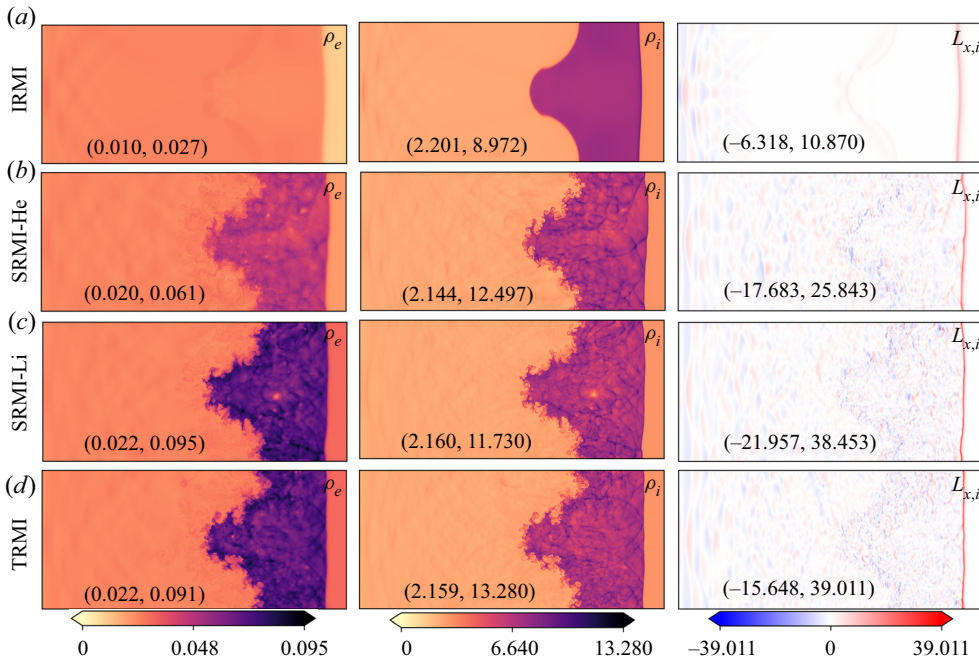 (a)
IRMI
ρe
(0.010, 0.027)
ρi
(2.201, 8.972)
Lx,i
(–6.318, 10.870)
(b)
SRMI-He
ρe
(0.020, 0.061)
ρi
(2.144, 12.497)
Lx,i
(–17.683, 25.843)
(c)
SRMI-Li
ρe
(0.022, 0.095)
ρi
(2.160, 11.730)
Lx,i
(–21.957, 38.453)
(d)
TRMI
ρe
(0.022, 0.091)
ρi
(2.159, 13.280)
Lx,i
(–15.648, 39.011)
0 0.048 0.095
0 6.640 13.280
–39.011 0 39.011